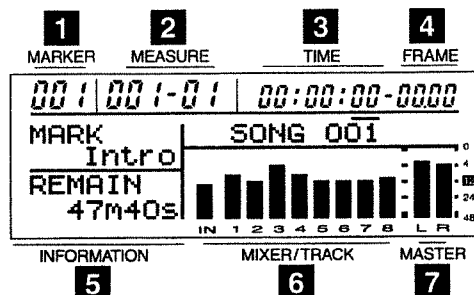 1 2 3 4
MARKER MEASURE TIME FRAME
001 001-01 00:00:00-00.00
MARK SONG 001
Intro
REMAIN
47m40s
0
4
12
24
48
IN 1 2 3 4 5 6 7 8 L R
INFORMATION MIXER/TRACK MASTER
5 6 7